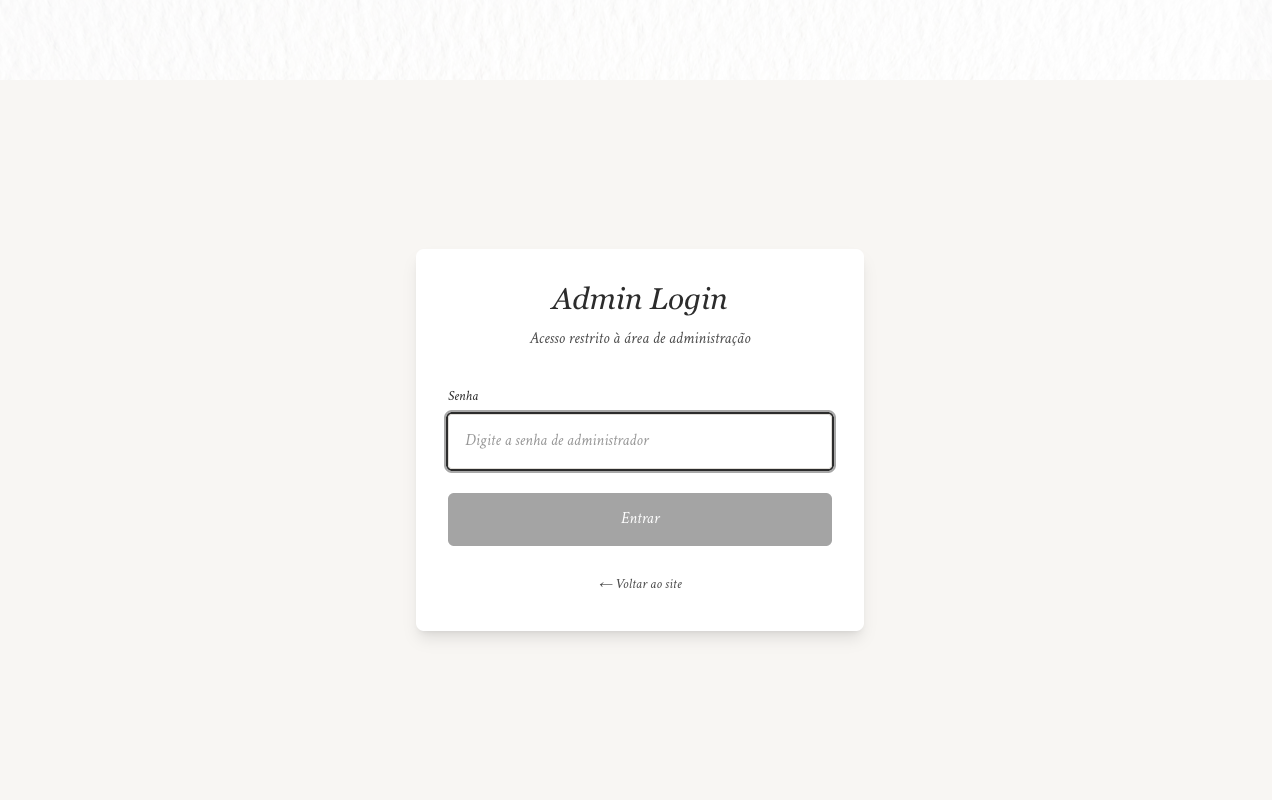 Admin Login
Acesso restrito à área de administração
Senha
Digite a senha de administrador
Entrar
← Voltar ao site